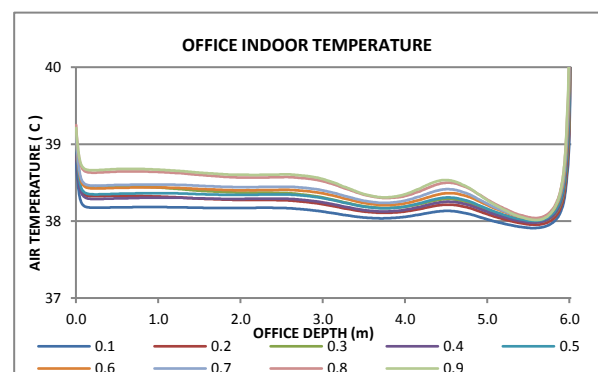 OFFICE INDOOR TEMPERATURE
40
39
38
37
AIR TEMPERATURE ( C )
0.0 1.0 2.0 3.0 4.0 5.0 6.0
OFFICE DEPTH (m)
0.1 0.2 0.3 0.4 0.5
0.6 0.7 0.8 0.9